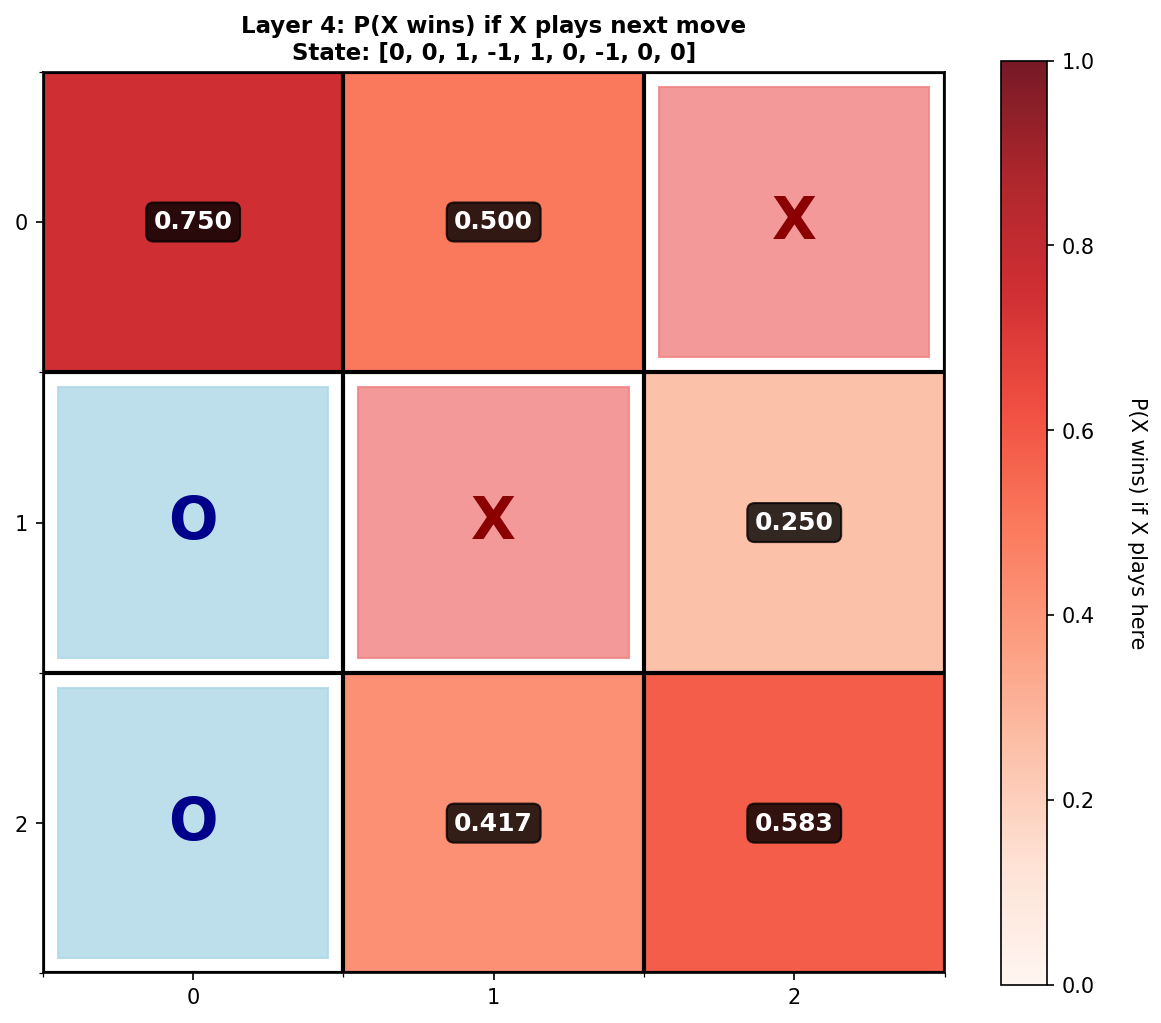 Layer 4: P(X wins) if X plays next move
State: [0, 0, 1, -1, 1, 0, -1, 0, 0]
0
0.750
0.500
X
1
O
X
0.250
2
O
0.417
0.583
0
1
2
1.0
0.8
0.6
0.4
0.2
0.0
P(X wins) if X plays here